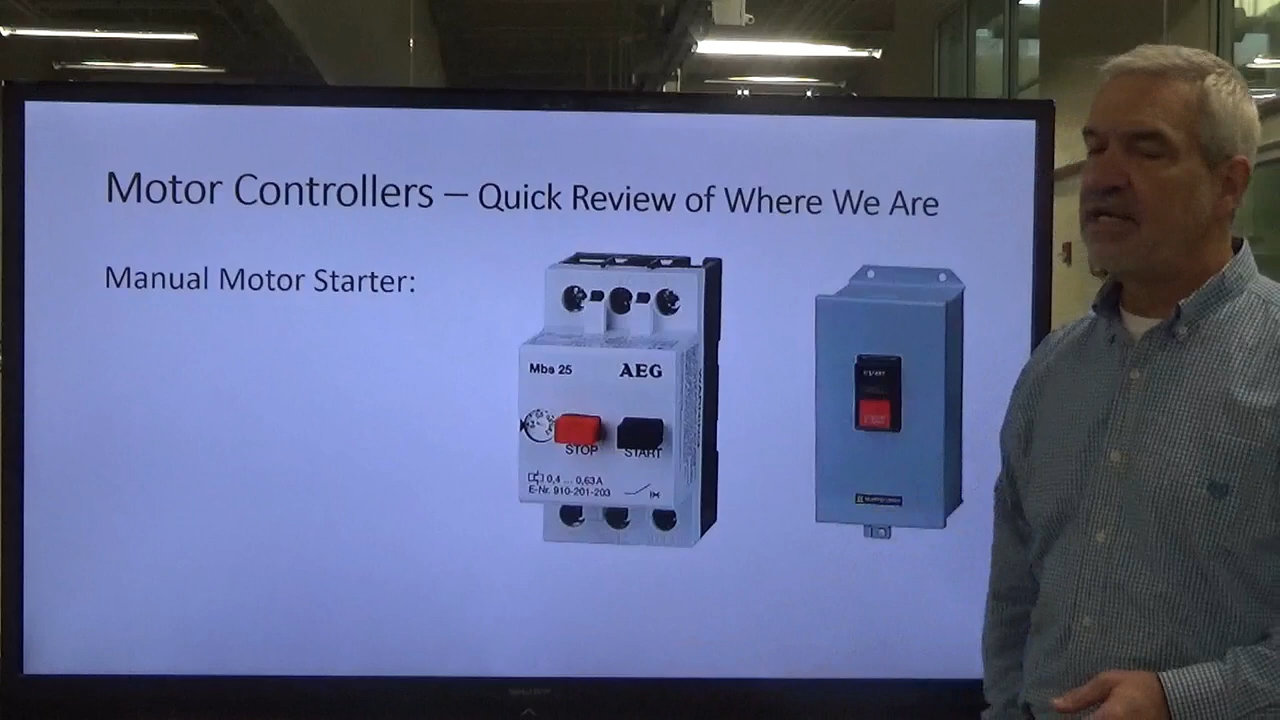 Motor Controllers – Quick Review of Where We Are
Manual Motor Starter:
Mbs 25 AEG
STOP START
0,4 ... 0,63A
E-Nr. 910-201-203